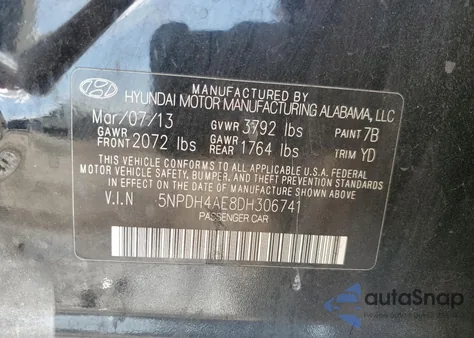 MANUFACTURED BY
HYUNDAI MOTOR MANUFACTURING ALABAMA, LLC
Mar/07/13 GVWR 3792 lbs PAINT 7B
GAWR FRONT 2072 lbs GAWR REAR 1764 lbs TRIM YD
THIS VEHICLE CONFORMS TO ALL APPLICABLE U.S.A. FEDERAL
MOTOR VEHICLE SAFETY, BUMPER, AND THEFT PREVENTION STANDARDS
IN EFFECT ON THE DATE OF MANUFACTURE SHOWN ABOVE.
V.I.N 5NPDH4AE8DH306741
PASSENGER CAR
autoSnap